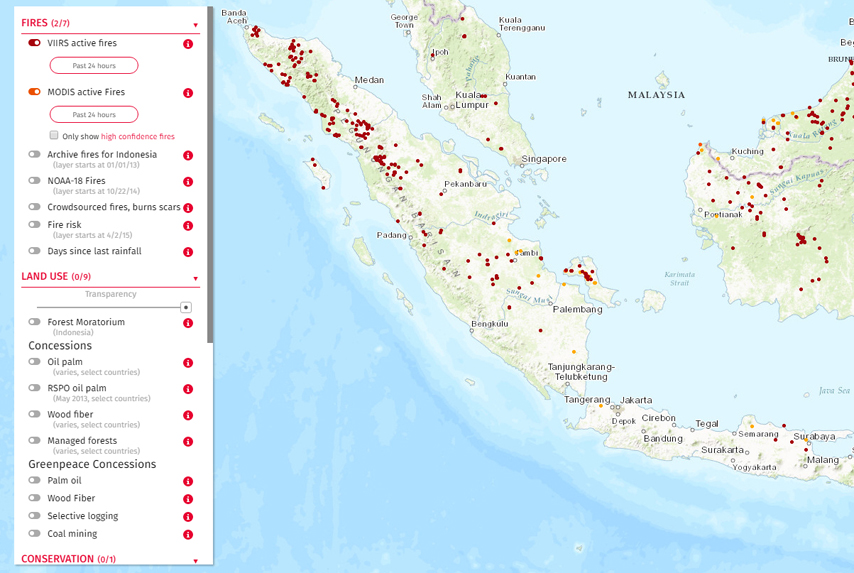 FIRES (2/7)
VIIRS active fires
Past 24 hours
MODIS active Fires
Past 24 hours
Only show high confidence fires
Archive fires for Indonesia
(layer starts at 01/01/13)
NOAA-18 Fires
(layer starts at 10/22/14)
Crowdsourced fires, burns scars
Fire risk
(layer starts at 4/2/15)
Days since last rainfall
LAND USE (0/9)
Transparency
Forest Moratorium
(Indonesia)
Concessions
Oil palm
(varies, select countries)
RSPO oil palm
(May 2013, select countries)
Wood fiber
(varies, select countries)
Managed forests
(varies, select countries)
Greenpeace Concessions
Palm oil
Wood Fiber
Selective logging
Coal mining
CONSERVATION (0/1)
Banda
Aceh
George
Town
Kuala
Terengganu
Ipoh
Kuantan
Medan
Shah
Alam
Kuala
Lumpur
MALAYSIA
BRUNE
Kuching
Singapore
Pekanbaru
Sungai Kapuas
Pontianak
Indragiri
Padang
BARISAN
Jambi
Karimata
Strait
Palembang
Bengkulu
Tanjungkarang-
Telubketung
Java Sea
Tangerang
Jakarta
Depok
Cirebon
Tegal
Bandung
Semarang
Surabaya
Surakarta
Malang
Yogyakarta